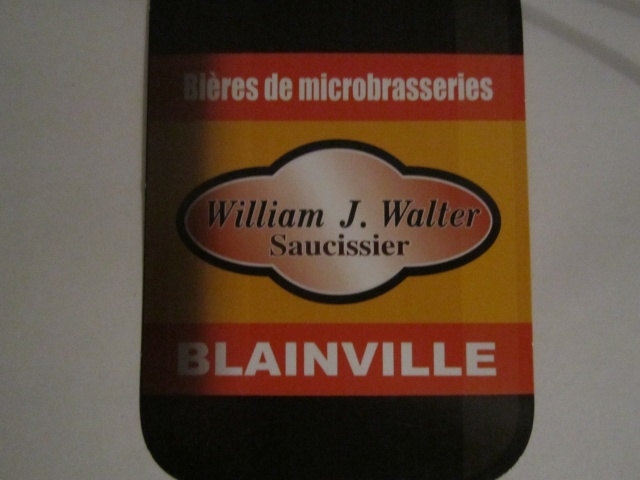 Bières de microbrasseries
William J. Walter
Saucissier
BLAINVILLE